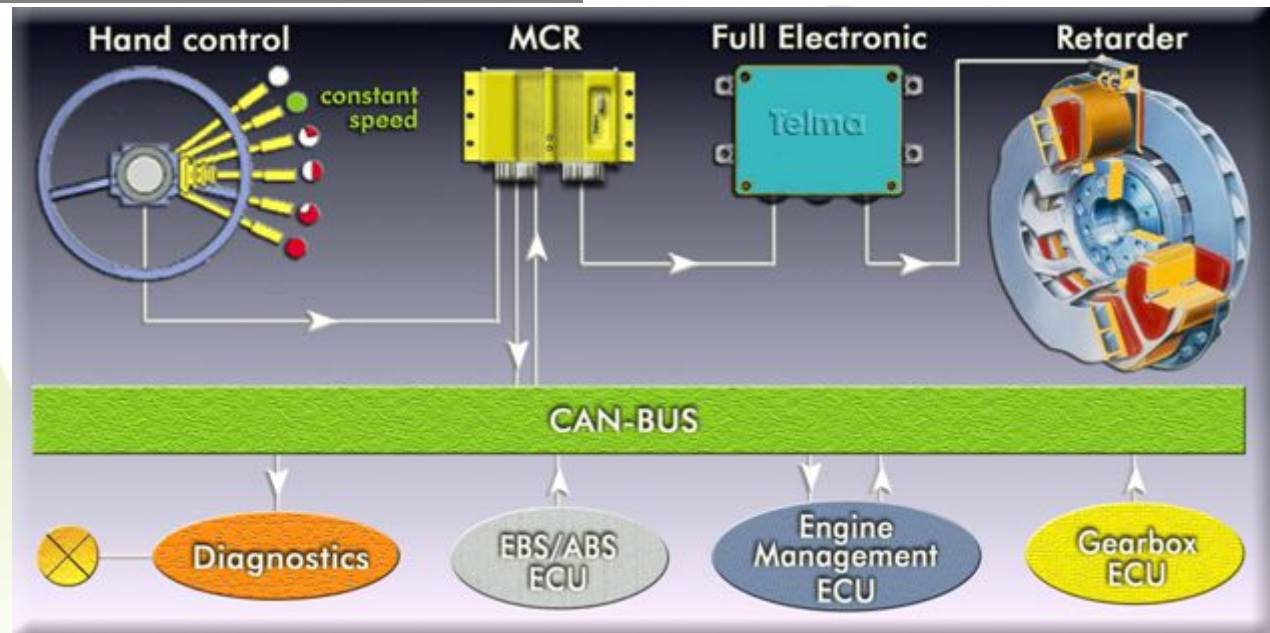 Hand control
MCR
Full Electronic
Retarder
constant
speed
Telma
CAN-BUS
Diagnostics
EBS/ABS
ECU
Engine
Management
ECU
Gearbox
ECU